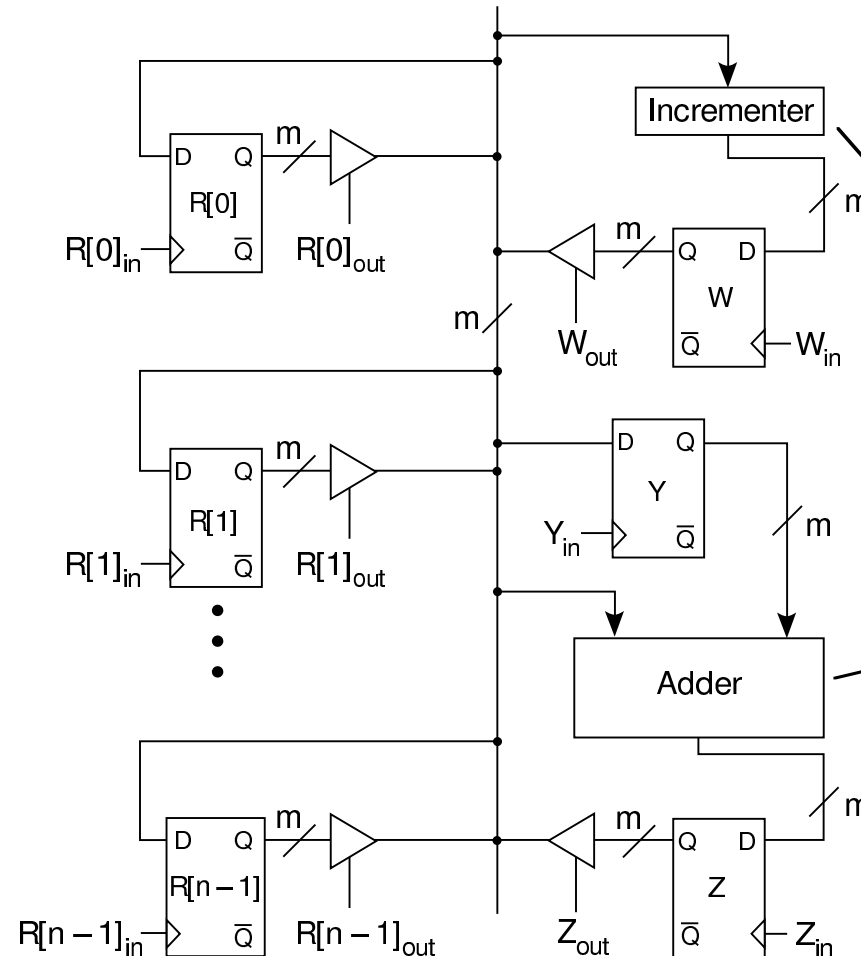 Incrementer
m
D Q
R[0]
Q̅
R[0]in
R[0]out
m
m
Q D
W
Q̅
Wout
Win
m
m
D Q
R[1]
Q̅
R[1]in
R[1]out
D Q
Y
Q̅
Yin
m
Adder
m
D Q
R[n – 1]
Q̅
R[n – 1]in
R[n – 1]out
m
m
Q D
Z
Q̅
Zout
Zin